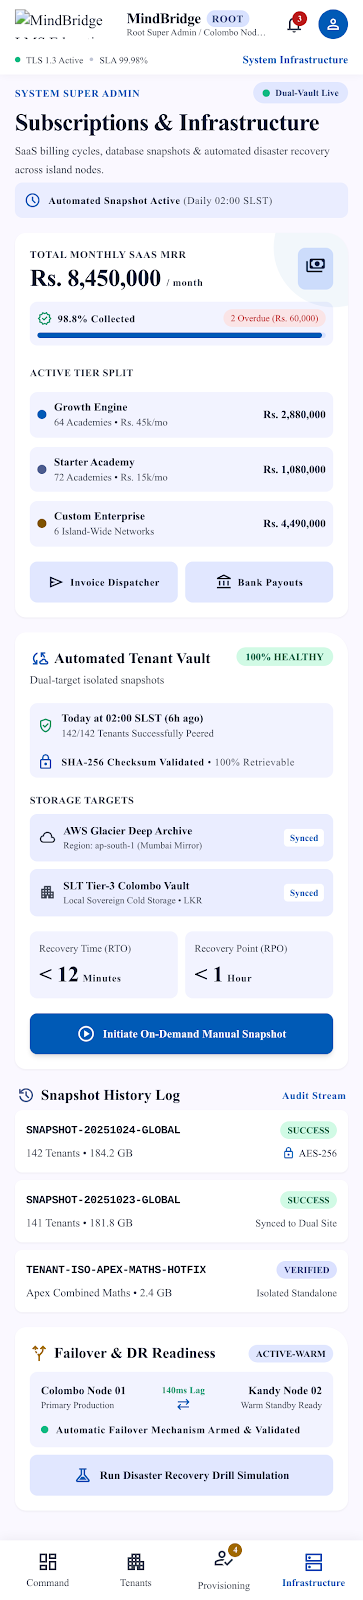 MindBridge
MindBridge ROOT
Root Super Admin / Colombo Nod...
3
TLS 1.3 Active • SLA 99.98%
System Infrastructure
SYSTEM SUPER ADMIN
Dual-Vault Live
Subscriptions & Infrastructure
SaaS billing cycles, database snapshots & automated disaster recovery
across island nodes.
Automated Snapshot Active (Daily 02:00 SLST)
TOTAL MONTHLY SAAS MRR
Rs. 8,450,000 / month
98.8% Collected
2 Overdue (Rs. 60,000)
ACTIVE TIER SPLIT
Growth Engine
64 Academies • Rs. 45k/mo
Rs. 2,880,000
Starter Academy
72 Academies • Rs. 15k/mo
Rs. 1,080,000
Custom Enterprise
6 Island-Wide Networks
Rs. 4,490,000
Invoice Dispatcher
Bank Payouts
Automated Tenant Vault
100% HEALTHY
Dual-target isolated snapshots
Today at 02:00 SLST (6h ago)
142/142 Tenants Successfully Peered
SHA-256 Checksum Validated • 100% Retrievable
STORAGE TARGETS
AWS Glacier Deep Archive
Region: ap-south-1 (Mumbai Mirror)
Synced
SLT Tier-3 Colombo Vault
Local Sovereign Cold Storage • LKR
Synced
Recovery Time (RTO)
< 12 Minutes
Recovery Point (RPO)
< 1 Hour
Initiate On-Demand Manual Snapshot
Snapshot History Log
Audit Stream
SNAPSHOT-20251024-GLOBAL
SUCCESS
142 Tenants • 184.2 GB
AES-256
SNAPSHOT-20251023-GLOBAL
SUCCESS
141 Tenants • 181.8 GB
Synced to Dual Site
TENANT-ISO-APEX-MATHS-HOTFIX
VERIFIED
Apex Combined Maths • 2.4 GB
Isolated Standalone
Failover & DR Readiness
ACTIVE-WARM
Colombo Node 01
Primary Production
140ms Lag
Kandy Node 02
Warm Standby Ready
Automatic Failover Mechanism Armed & Validated
Run Disaster Recovery Drill Simulation
Command
Tenants
4
Provisioning
Infrastructure